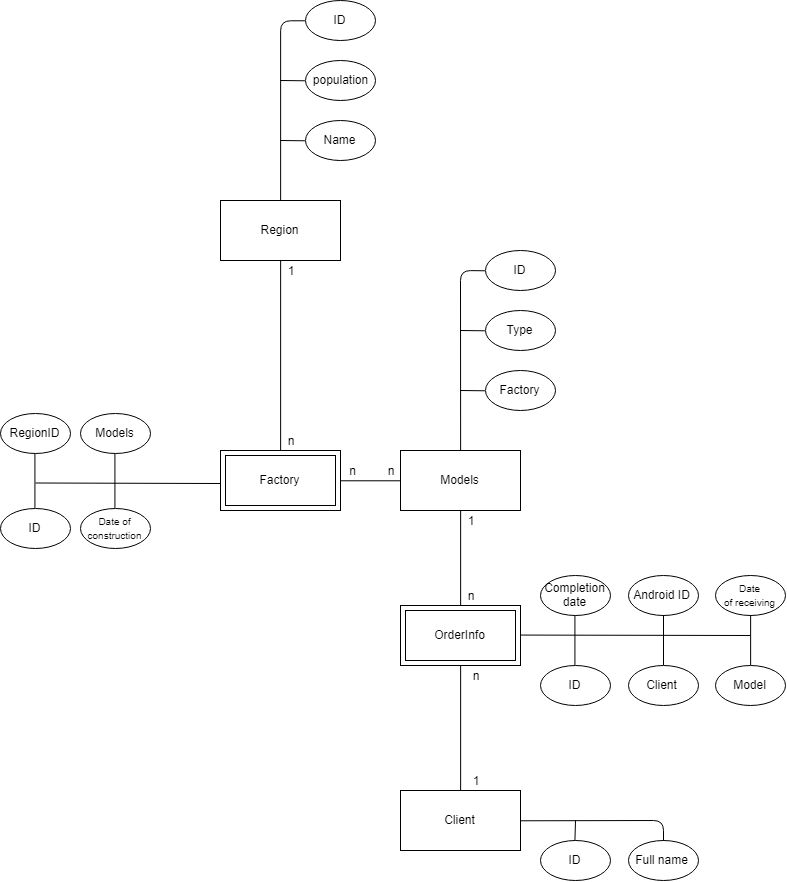 ID
population
Name
Region
1
ID
Type
Factory
RegionID
Models
n
Factory
n
n
Models
ID
Date of
construction
1
n
Completion
date
Android ID
Date
of receiving
OrderInfo
n
ID
Client
Model
1
Client
ID
Full name